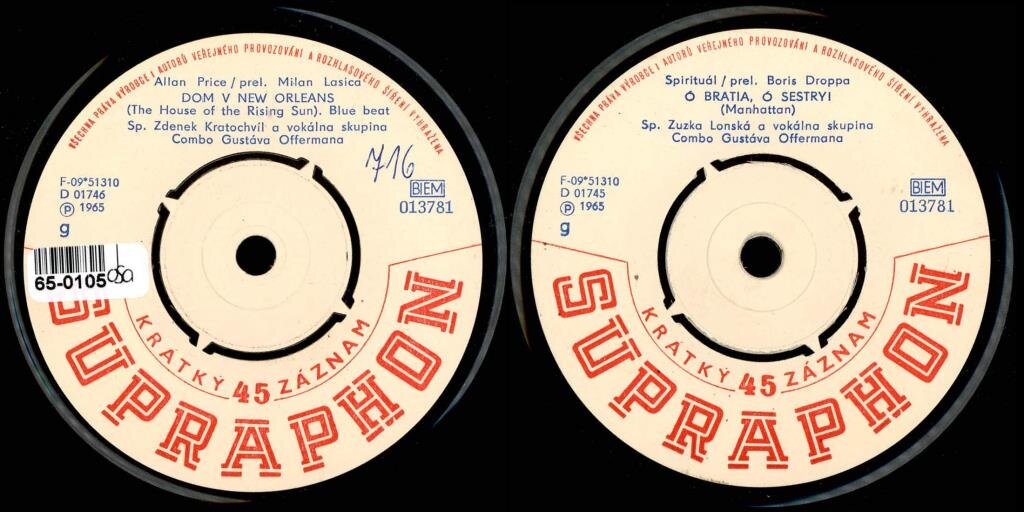 VŠECHNA PRÁVA VÝROBCE I AUTORŮ VEŘEJNÉHO PROVOZOVÁNÍ A ROZHLASOVÉHO ŠÍŘENÍ VYHRAŽENA
Allan Price / prel. Milan Lasica
DOM V NEW ORLEANS
(The House of the Rising Sun). Blue beat
Sp. Zdenek Kratochvíl a vokálna skupina
Combo Gustáva Offermana
716
F-09*51310
D 01746
Ⓟ 1965
g
BIEM
013781
65-0105 osa
KRÁTKÝ 45 ZÁZNAM
SUPRAPHON
VŠECHNA PRÁVA VÝROBCE I AUTORŮ VEŘEJNÉHO PROVOZOVÁNÍ A ROZHLASOVÉHO ŠÍŘENÍ VYHRAŽENA
Spirituál / prel. Boris Droppa
Ó BRATIA, Ó SESTRY!
(Manhattan)
Sp. Zuzka Lonská a vokálna skupina
Combo Gustáva Offermana
F-09*51310
D 01745
Ⓟ 1965
g
BIEM
013781
KRÁTKÝ 45 ZÁZNAM
SUPRAPHON